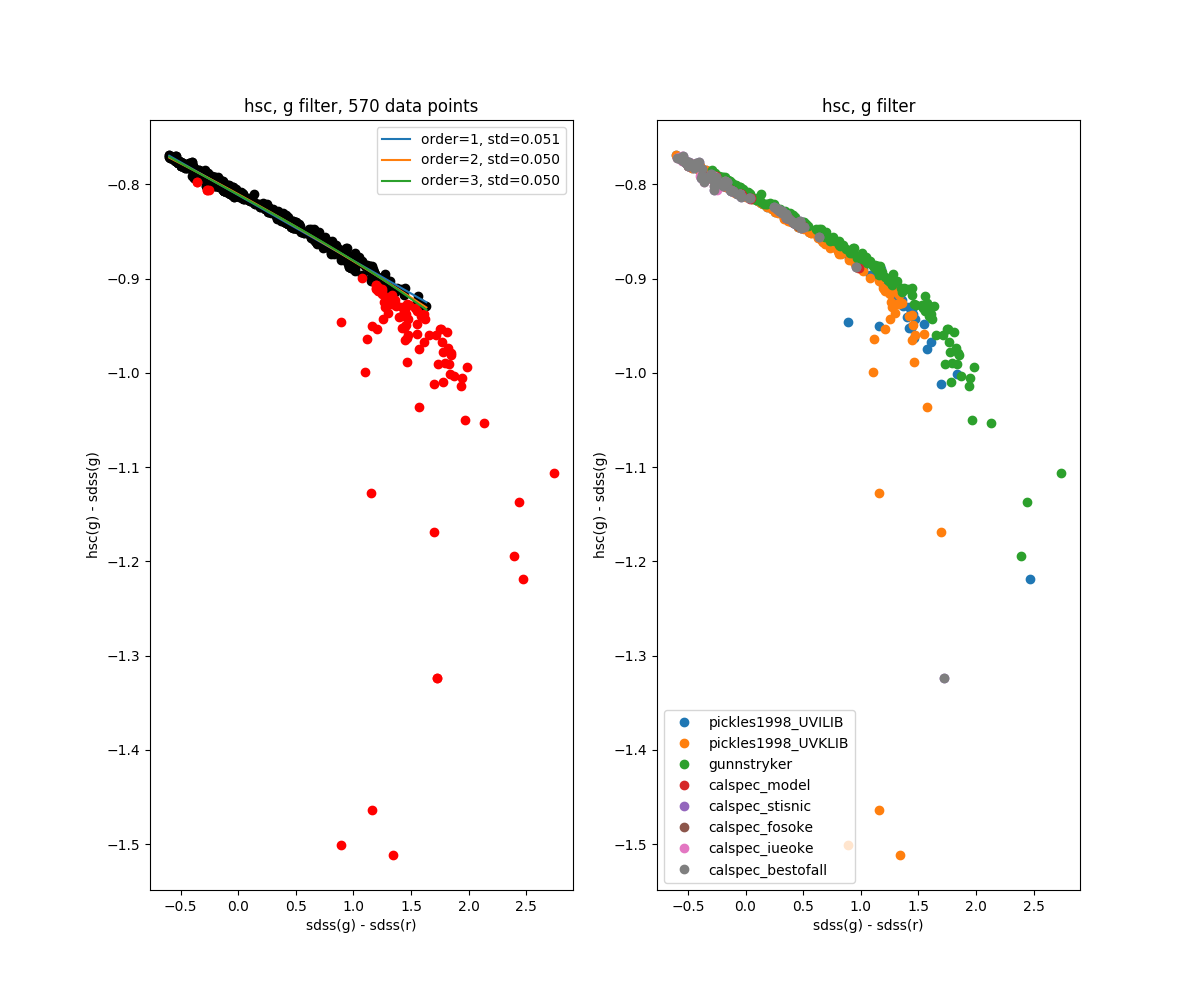 hsc, g filter, 570 data points
order=1, std=0.051
order=2, std=0.050
order=3, std=0.050
−0.8
−0.9
−1.0
−1.1
−1.2
−1.3
−1.4
−1.5
hsc(g) - sdss(g)
−0.5 0.0 0.5 1.0 1.5 2.0 2.5
sdss(g) - sdss(r)
hsc, g filter
−0.8
−0.9
−1.0
−1.1
−1.2
−1.3
−1.4
−1.5
hsc(g) - sdss(g)
pickles1998_UVILIB
pickles1998_UVKLIB
gunnstryker
calspec_model
calspec_stisnic
calspec_fosoke
calspec_iueoke
calspec_bestofall
−0.5 0.0 0.5 1.0 1.5 2.0 2.5
sdss(g) - sdss(r)